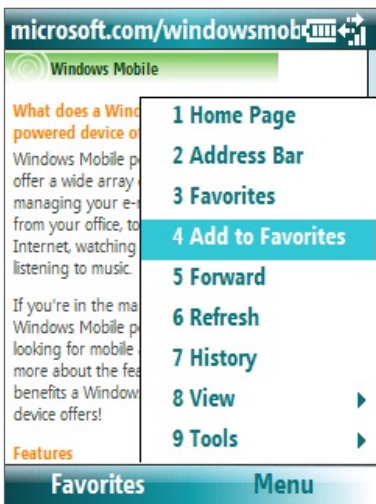 microsoft.com/windowsmob
Windows Mobile
What does a Wind
powered device o
Windows Mobile p
offer a wide array
managing your e-
from your office, to
Internet, watching
listening to music.
If you're in the ma
Windows Mobile p
looking for mobile
more about the fea
benefits a Window
device offers!
Features
1 Home Page
2 Address Bar
3 Favorites
4 Add to Favorites
5 Forward
6 Refresh
7 History
8 View
9 Tools
Favorites Menu